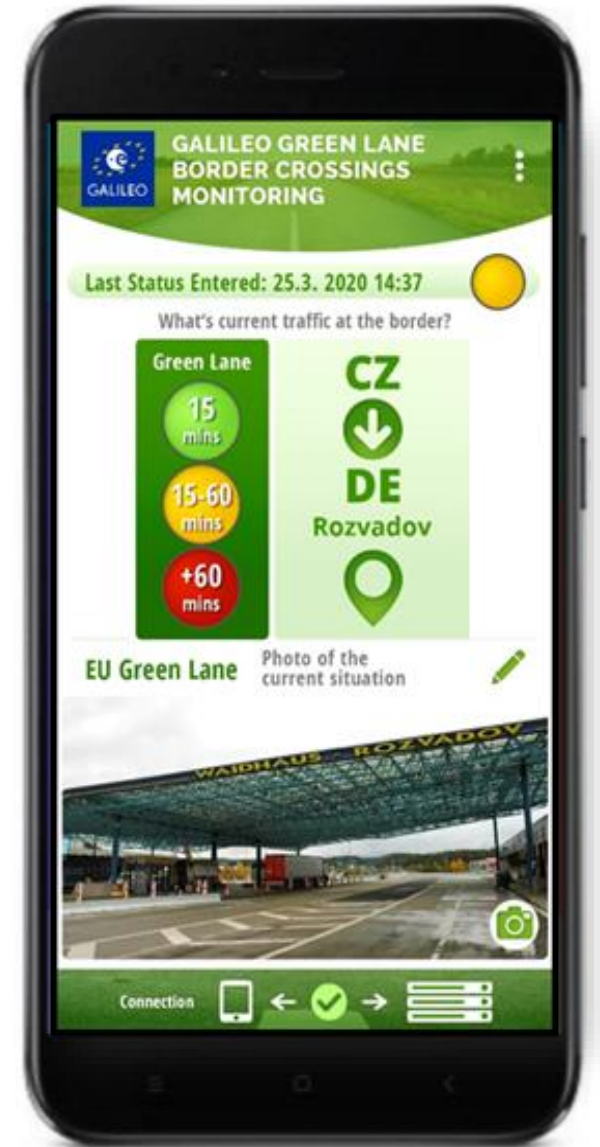 GALILEO
GALILEO GREEN LANE
BORDER CROSSINGS
MONITORING
Last Status Entered: 25.3. 2020 14:37
What's current traffic at the border?
Green Lane
15
mins
15-60
mins
+60
mins
CZ
DE
Rozvadov
EU Green Lane
Photo of the
current situation
WAIDHAUS ROZVADOV
Connection